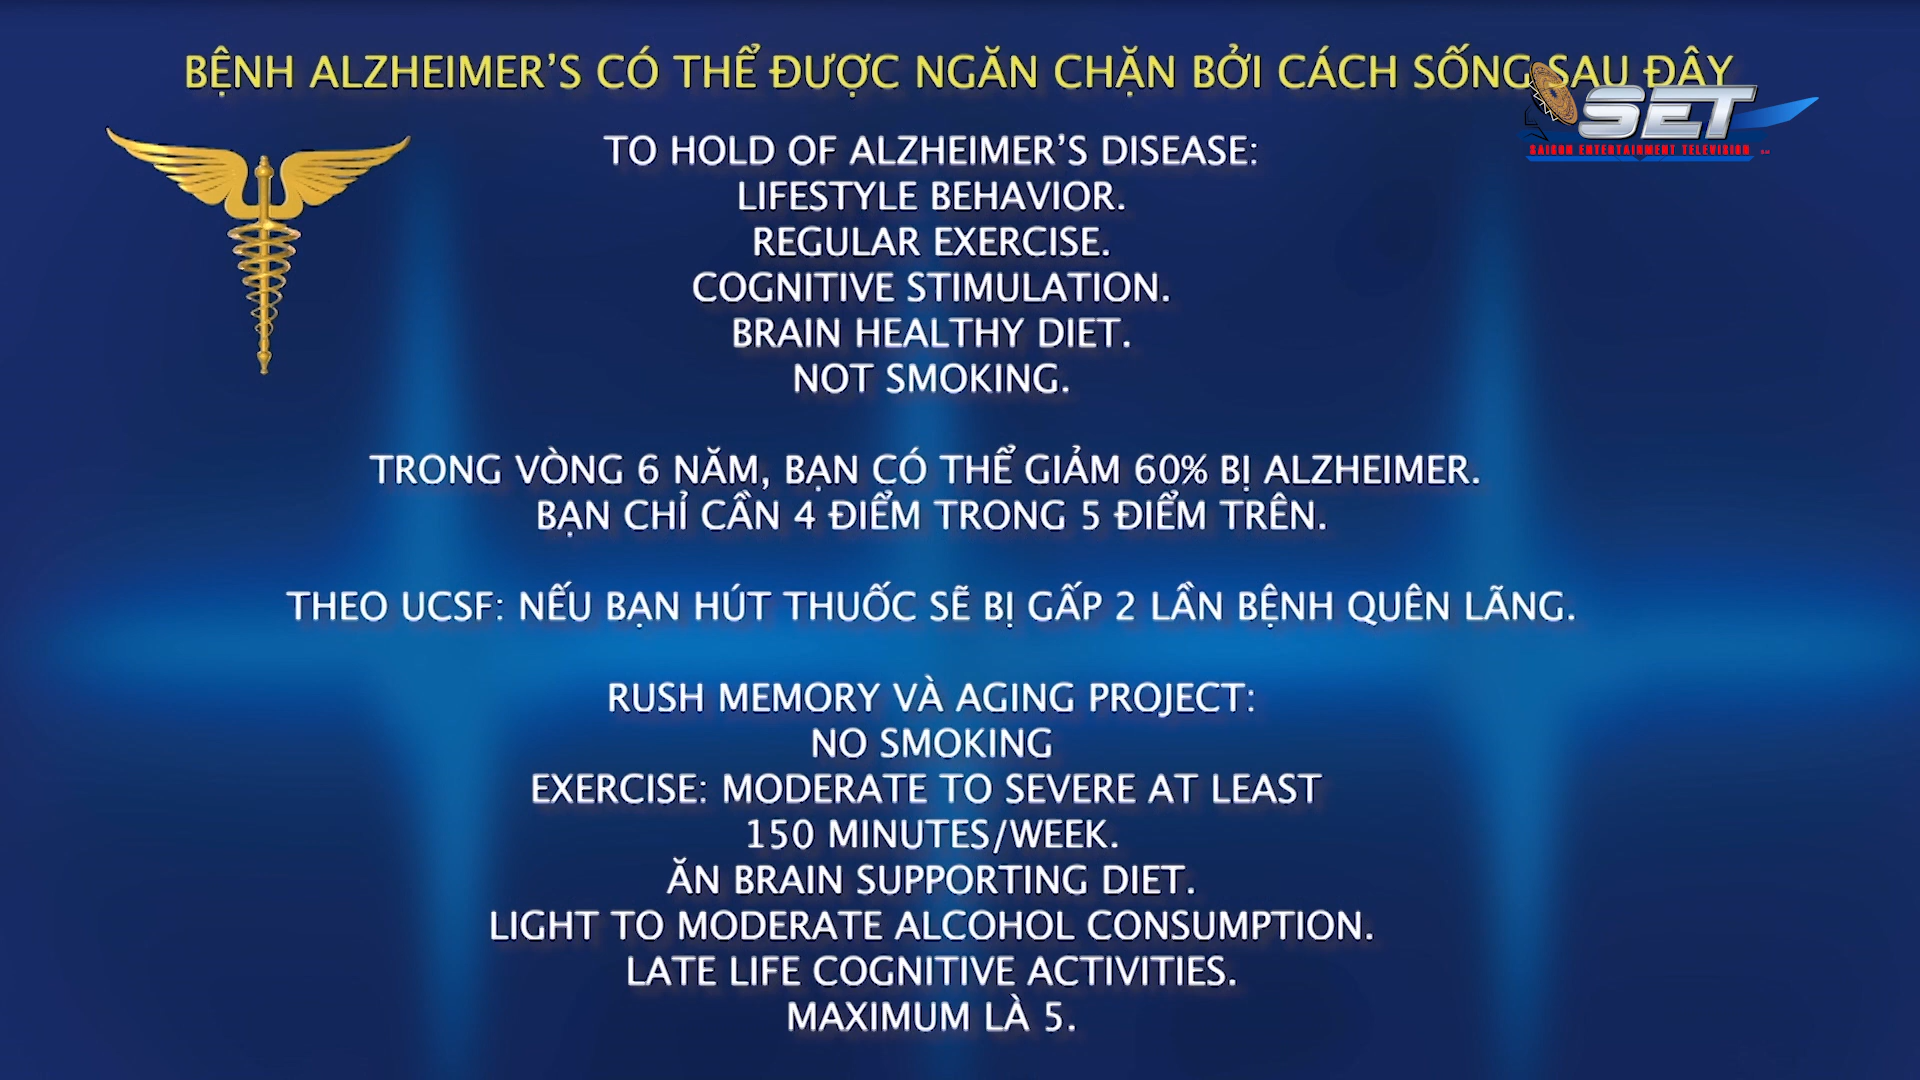 BỆNH ALZHEIMER'S CÓ THỂ ĐƯỢC NGĂN CHẶN BỞI CÁCH SỐNG SAU ĐÂY
SET
SAIGON ENTERTAINMENT TELEVISION
TO HOLD OF ALZHEIMER'S DISEASE:
LIFESTYLE BEHAVIOR.
REGULAR EXERCISE.
COGNITIVE STIMULATION.
BRAIN HEALTHY DIET.
NOT SMOKING.
TRONG VÒNG 6 NĂM, BẠN CÓ THỂ GIẢM 60% BỊ ALZHEIMER.
BẠN CHỈ CẦN 4 ĐIỂM TRONG 5 ĐIỂM TRÊN.
THEO UCSF: NẾU BẠN HÚT THUỐC SẼ BỊ GẤP 2 LẦN BỆNH QUÊN LÃNG.
RUSH MEMORY VÀ AGING PROJECT:
NO SMOKING
EXERCISE: MODERATE TO SEVERE AT LEAST
150 MINUTES/WEEK.
ĂN BRAIN SUPPORTING DIET.
LIGHT TO MODERATE ALCOHOL CONSUMPTION.
LATE LIFE COGNITIVE ACTIVITIES.
MAXIMUM LÀ 5.